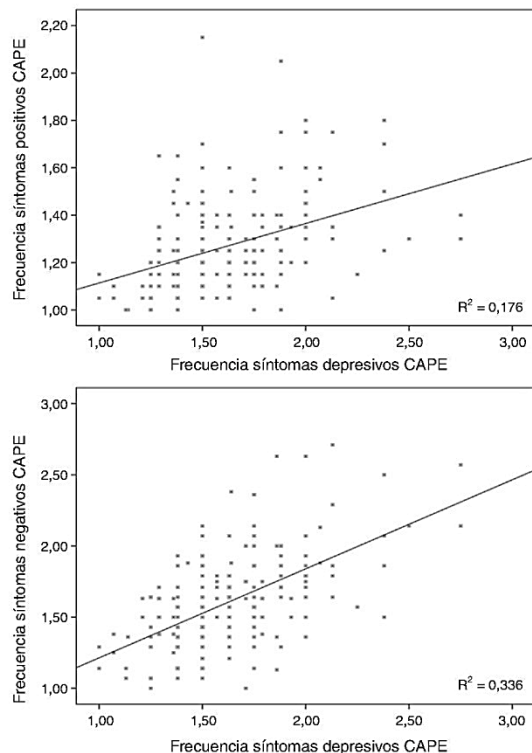 Frecuencia síntomas positivos CAPE
2,20
2,00
1,80
1,60
1,40
1,20
1,00
R² = 0,176
1,00 1,50 2,00 2,50 3,00
Frecuencia síntomas depresivos CAPE
Frecuencia síntomas negativos CAPE
3,00
2,50
2,00
1,50
1,00
R² = 0,336
1,00 1,50 2,00 2,50 3,00
Frecuencia síntomas depresivos CAPE